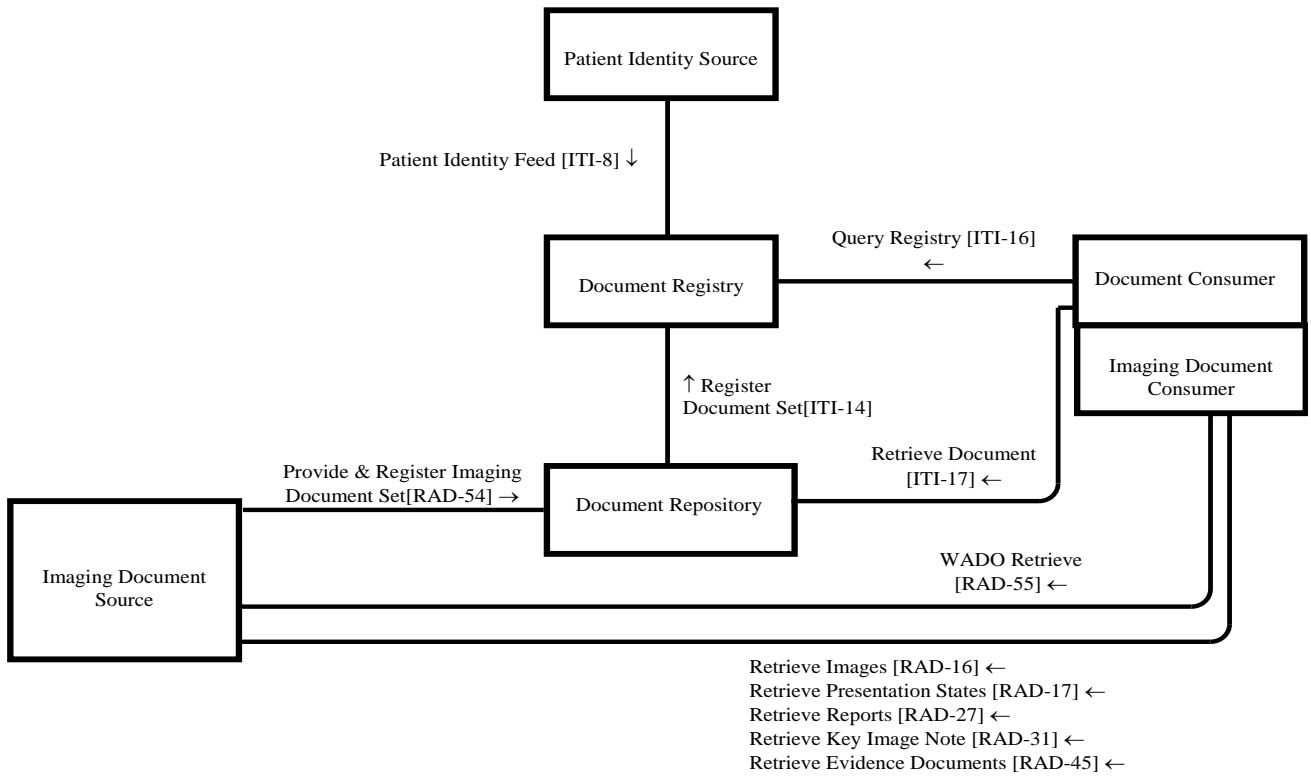 Patient Identity Source
Patient Identity Feed [ITI-8] ↓
Query Registry [ITI-16]
←
Document Registry
Document Consumer
Imaging Document
Consumer
↑ Register
Document Set[ITI-14]
Retrieve Document
[ITI-17] ←
Provide & Register Imaging
Document Set[RAD-54] →
Document Repository
Imaging Document
Source
WADO Retrieve
[RAD-55] ←
Retrieve Images [RAD-16] ←
Retrieve Presentation States [RAD-17] ←
Retrieve Reports [RAD-27] ←
Retrieve Key Image Note [RAD-31] ←
Retrieve Evidence Documents [RAD-45] ←